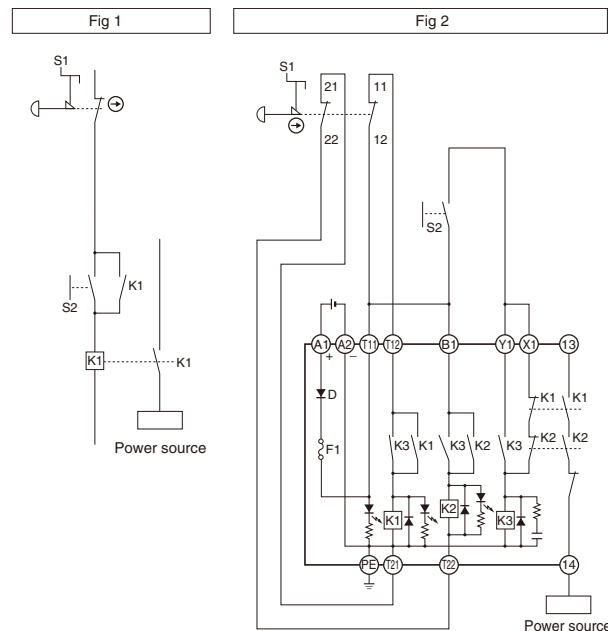 Fig 1
S1
S2
K1
K1
K1
Power source
Fig 2
S1
21
11
22
12
S2
A1
A2
T11
T12
B1
Y1
X1
13
+
−
D
F1
K3
K1
K3
K2
K3
K1
K1
K2
K2
K1
K2
K3
PE
T21
T22
14
Power source